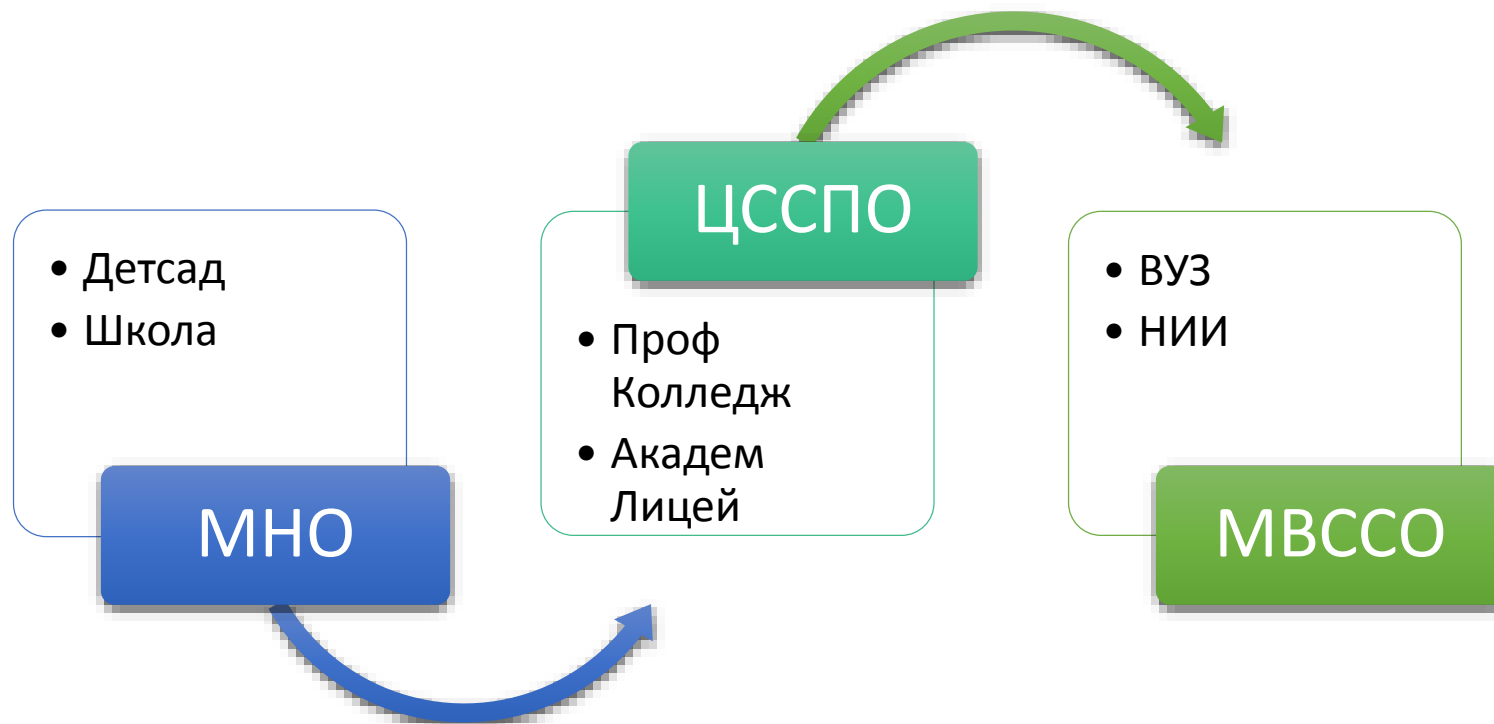 • Детсад
• Школа
МНО
ЦССПО
• Проф
Колледж
• Академ
Лицей
• ВУЗ
• НИИ
МВССО